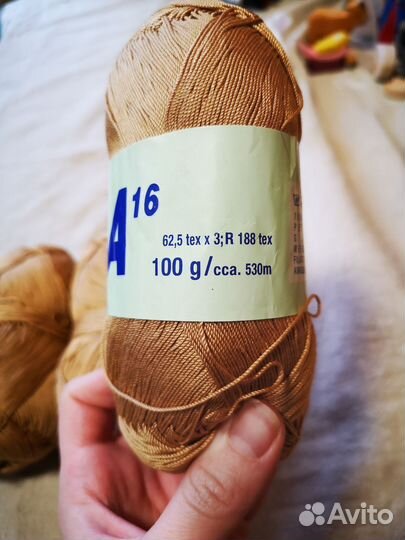 A16
62,5 tex x 3; R 188 tex
100 g/cca. 530m
Avito